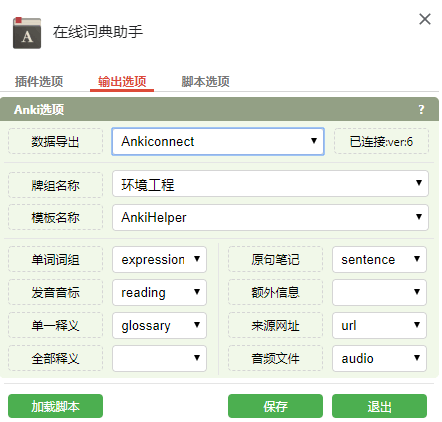 A 在线词典助手
插件选项 输出选项 脚本选项
Anki选项 ?
数据导出 Ankiconnect 已连接:ver:6
牌组名称 环境工程
模板名称 AnkiHelper
单词词组 expression 原句笔记 sentence
发音音标 reading 额外信息
单一释义 glossary 来源网址 url
全部释义 音频文件 audio
加载脚本 保存 退出